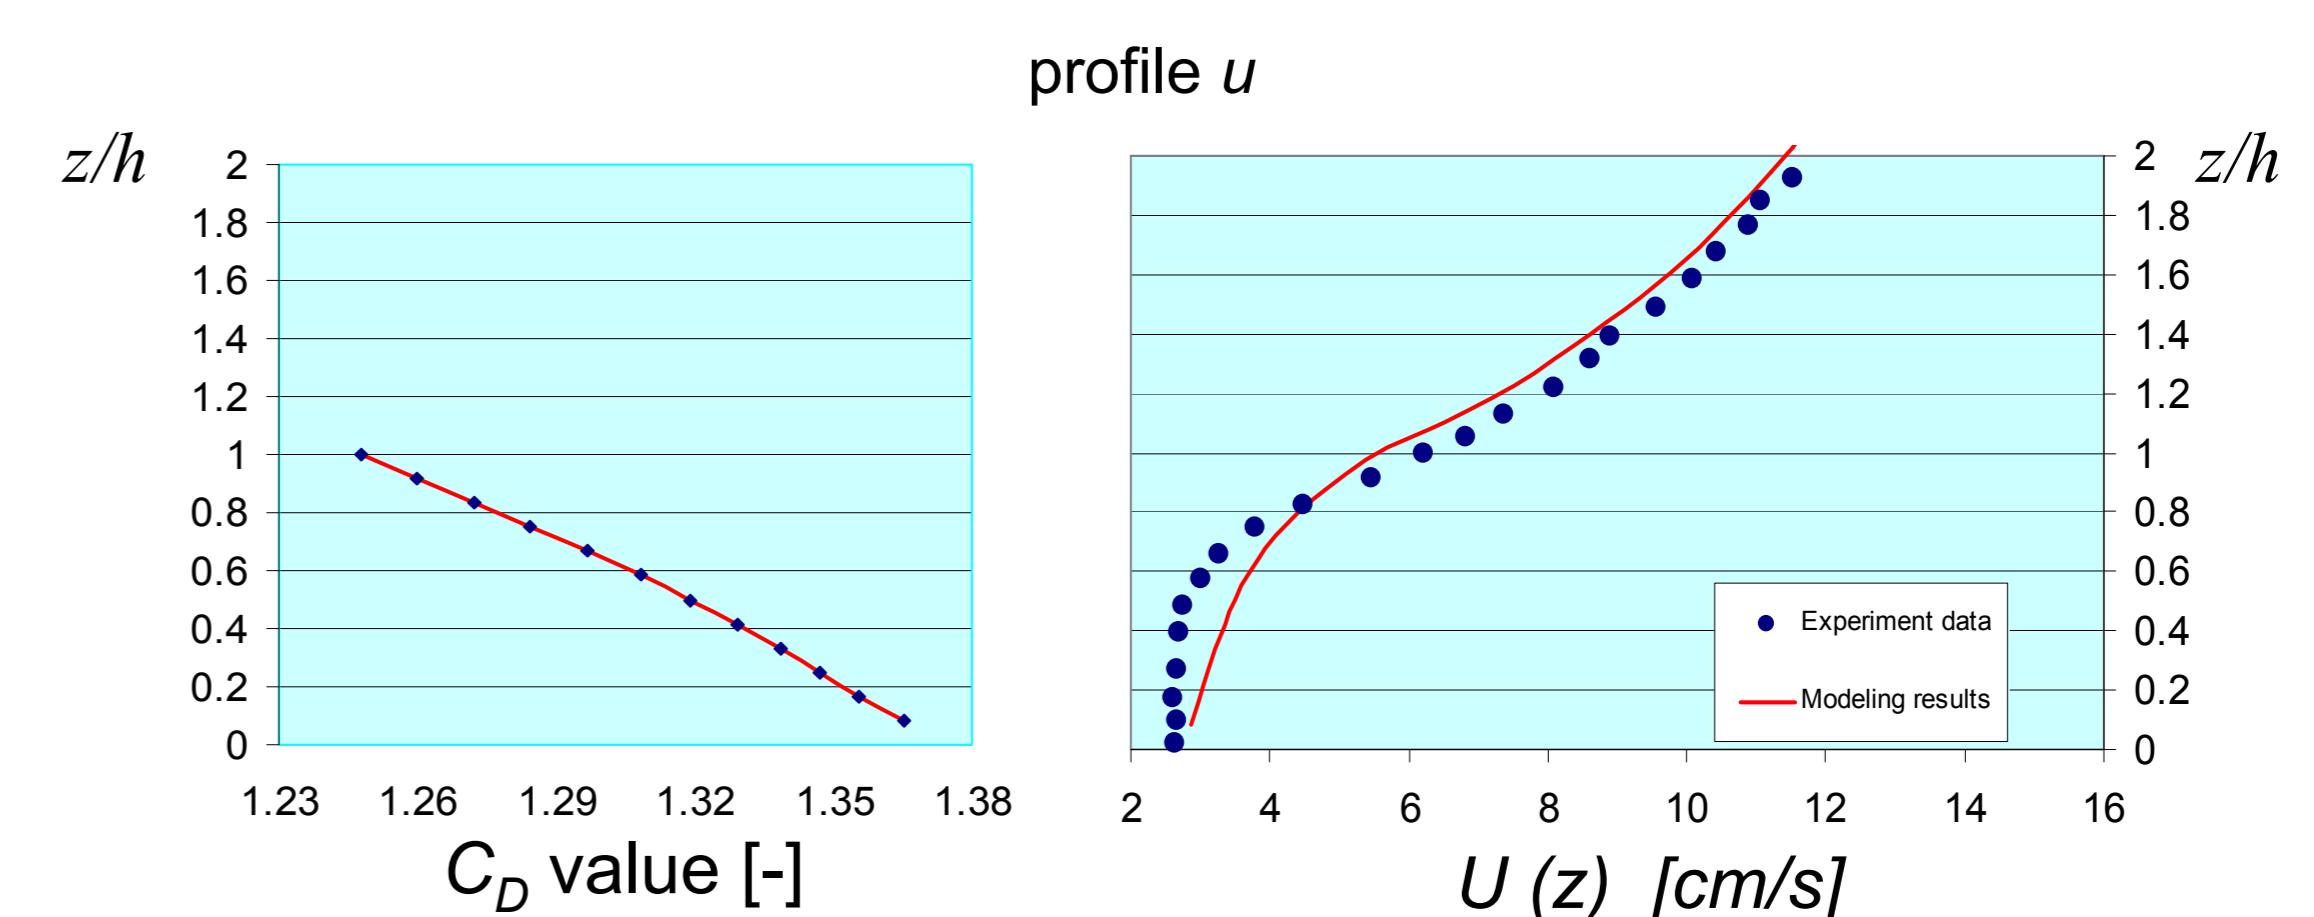 profile u
z/h
2
1.8
1.6
1.4
1.2
1
0.8
0.6
0.4
0.2
0
1.23 1.26 1.29 1.32 1.35 1.38
C_D value [-]
z/h
2
1.8
1.6
1.4
1.2
1
0.8
0.6
0.4
0.2
0
Experiment data
Modeling results
2 4 6 8 10 12 14 16
U (z) [cm/s]